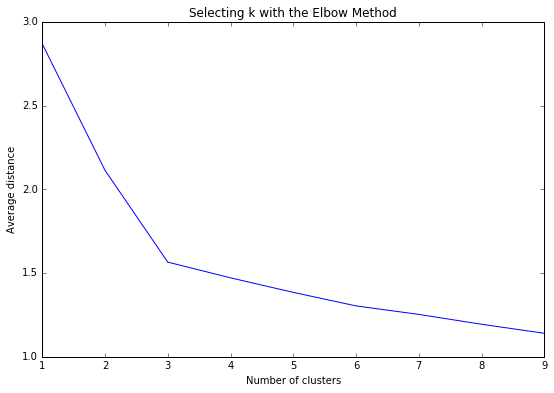 Selecting k with the Elbow Method
3.0
2.5
2.0
1.5
1.0
Average distance
1 2 3 4 5 6 7 8 9
Number of clusters